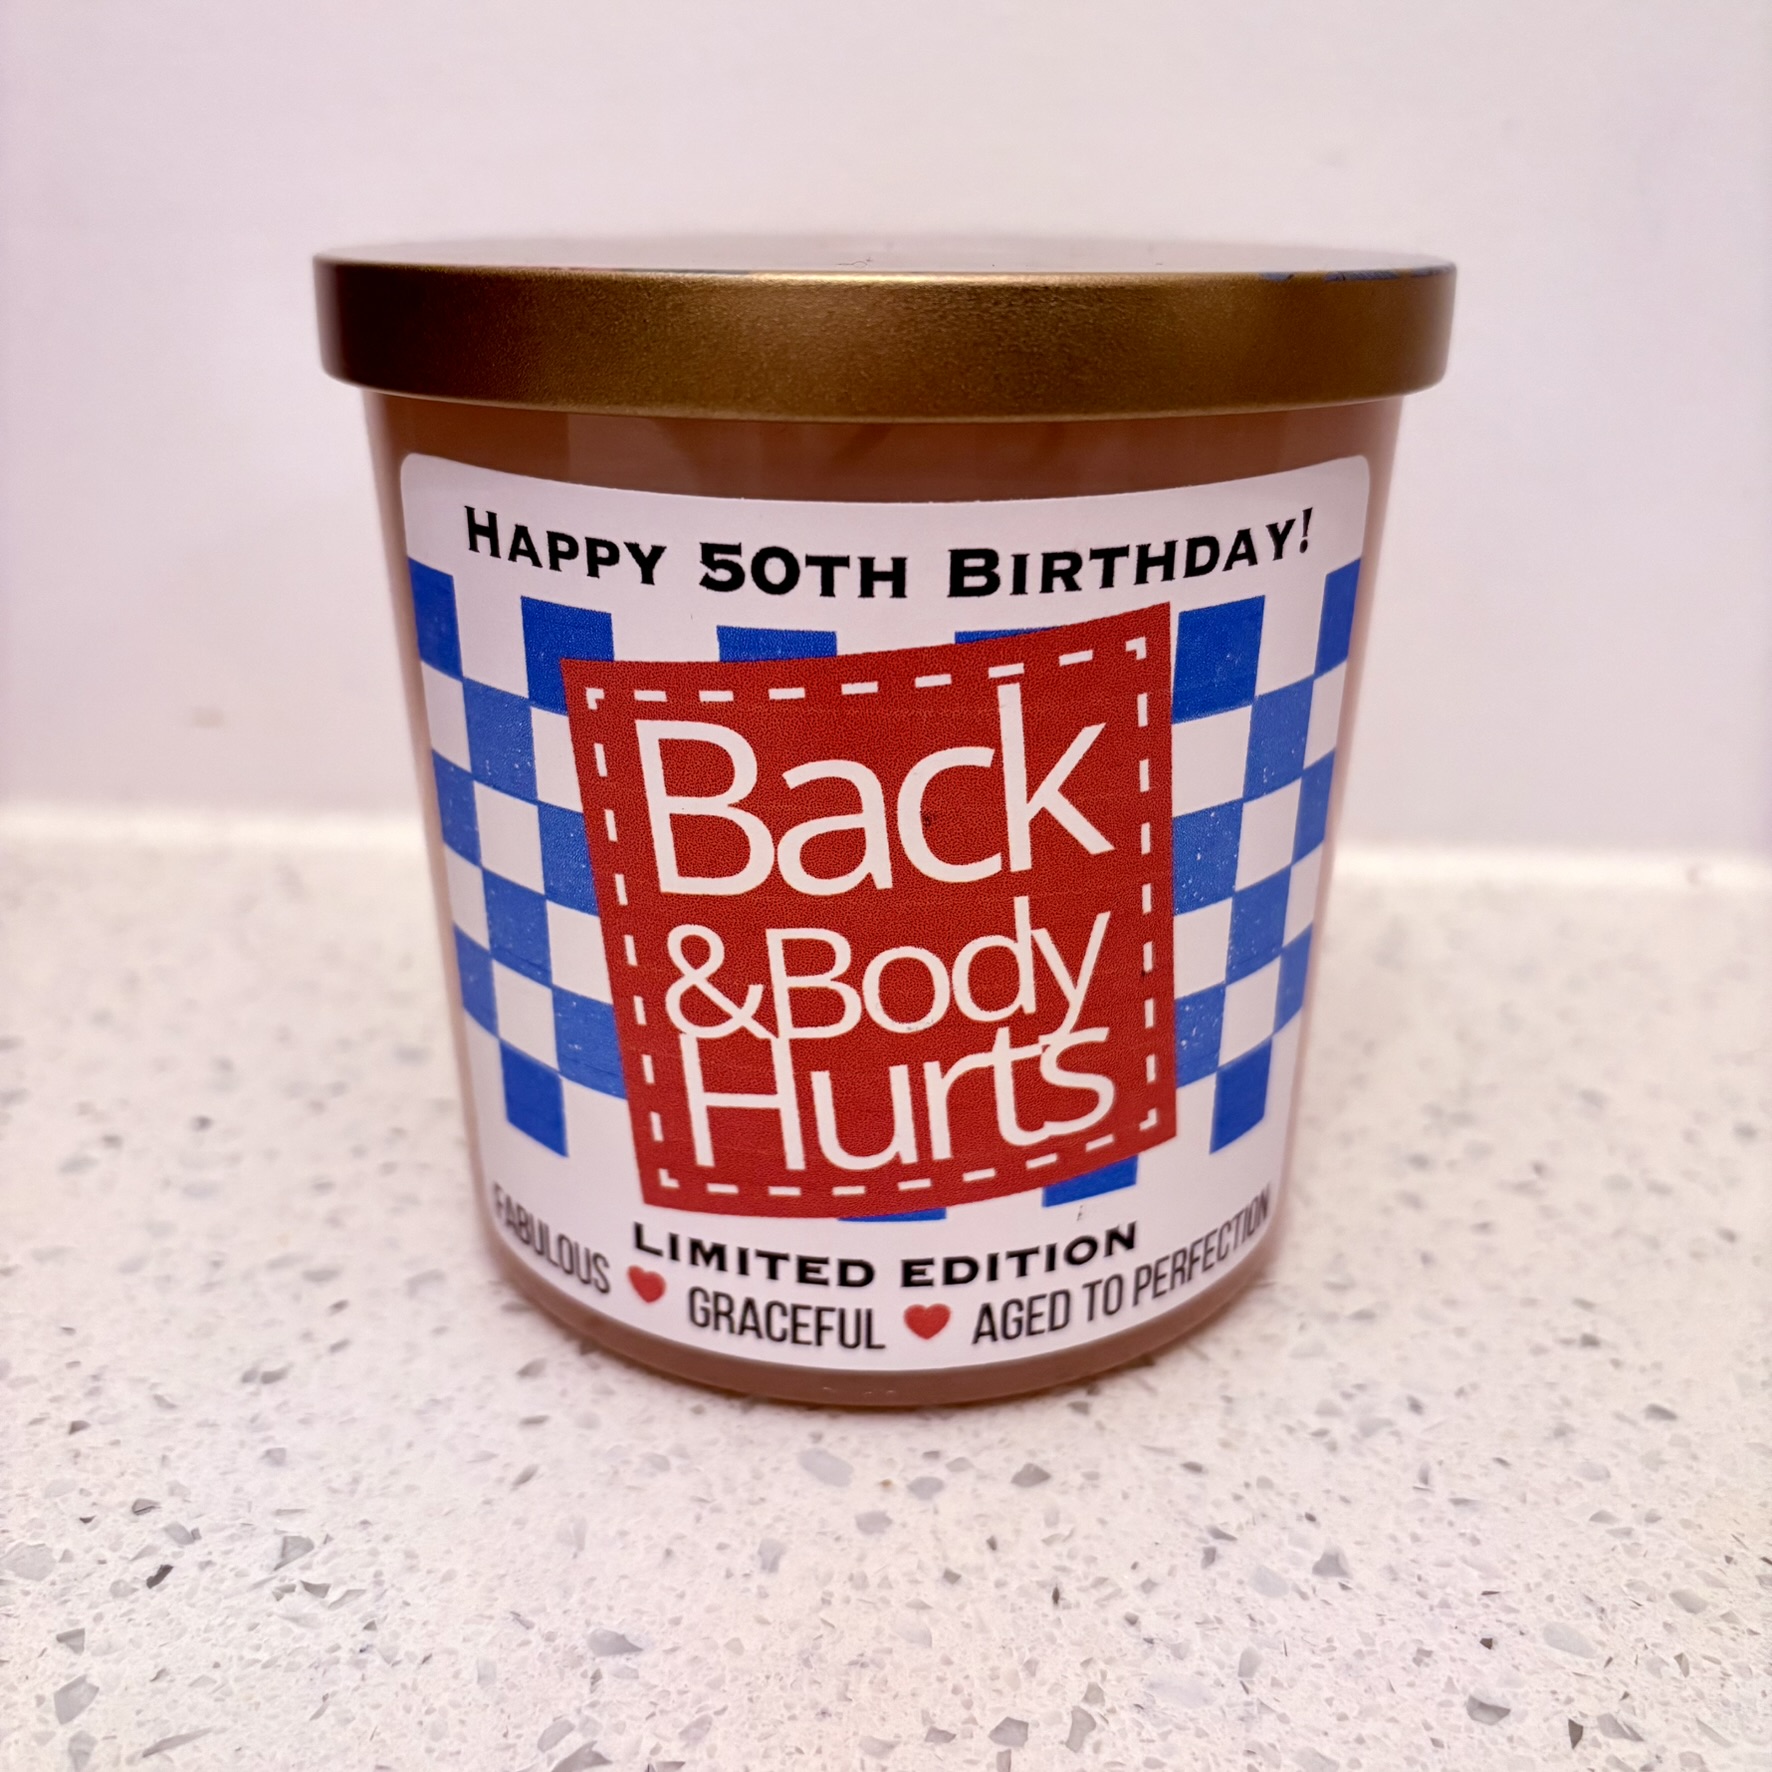 Happy 50th Birthday!
Back
& Body
Hurts
Limited Edition
FABULOUS ❤ GRACEFUL ❤ AGED TO PERFECTION